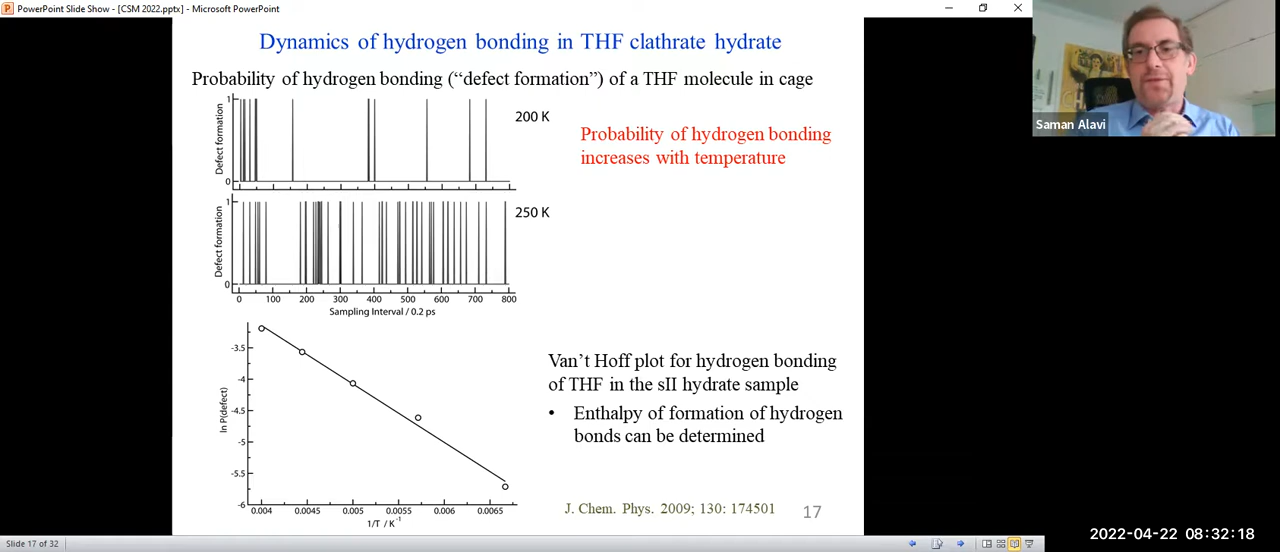 PowerPoint Slide Show - [CSM 2022.pptx] - Microsoft PowerPoint
Dynamics of hydrogen bonding in THF clathrate hydrate
Probability of hydrogen bonding (“defect formation”) of a THF molecule in cage
Defect formation
1
0
200 K
Probability of hydrogen bonding
increases with temperature
Saman Alavi
Defect formation
1
0
250 K
0 100 200 300 400 500 600 700 800
Sampling Interval / 0.2 ps
ln P(defect)
-3.5
-4
-4.5
-5
-5.5
-6
0.004 0.0045 0.005 0.0055 0.006 0.0065
1/T / K⁻¹
Van’t Hoff plot for hydrogen bonding
of THF in the sII hydrate sample
• Enthalpy of formation of hydrogen
bonds can be determined
J. Chem. Phys. 2009; 130: 174501
17
Slide 17 of 32
2022-04-22 08:32:18